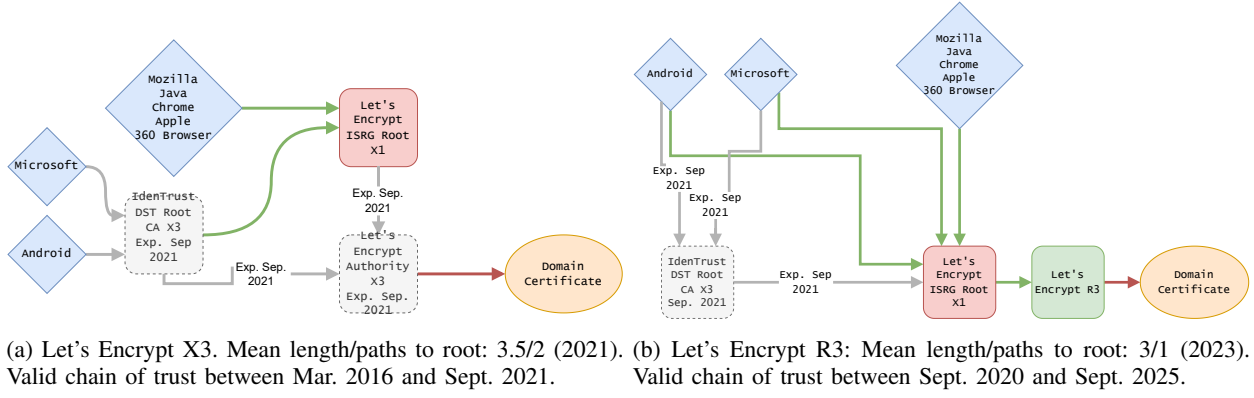 Mozilla
Java
Chrome
Apple
360 Browser
Let's
Encrypt
ISRG Root
X1
Microsoft
Android
IdenTrust
DST Root
CA X3
Exp. Sep
2021
Exp. Sep.
2021
Exp. Sep.
2021
Let's
Encrypt
Authority
X3
Exp. Sep.
2021
Domain
Certificate
(a) Let's Encrypt X3. Mean length/paths to root: 3.5/2 (2021).
Valid chain of trust between Mar. 2016 and Sept. 2021.
Android
Microsoft
Mozilla
Java
Chrome
Apple
360 Browser
Exp. Sep
2021
Exp. Sep
2021
IdenTrust
DST Root
CA X3
Sep. 2021
Exp. Sep
2021
Let's
Encrypt
ISRG Root
X1
Let's
Encrypt R3
Domain
Certificate
(b) Let's Encrypt R3: Mean length/paths to root: 3/1 (2023).
Valid chain of trust between Sept. 2020 and Sept. 2025.